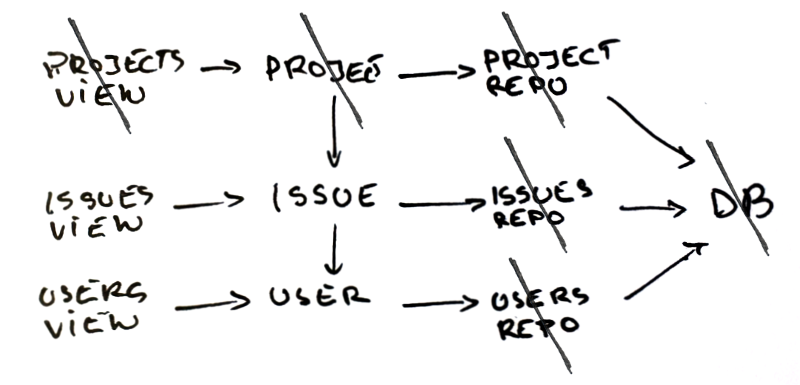 PROJECTS
VIEW
PROJECT
PROJECT
REPO
ISSUES
VIEW
ISSUE
ISSUES
REPO
DB
USERS
VIEW
USER
USERS
REPO